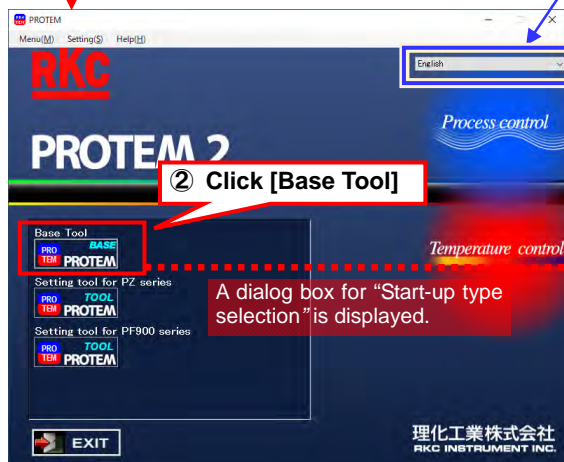 PROTEM
Menu(M) Setting(S) Help(H)
RKC
English
Process control
PROTEM 2
② Click [Base Tool]
Base Tool
PRO TEM BASE PROTEM
Temperature control
Setting tool for PZ series
PRO TEM TOOL PROTEM
A dialog box for “Start-up type
selection” is displayed.
Setting tool for PF900 series
PRO TEM TOOL PROTEM
EXIT
理化工業株式会社
RKC INSTRUMENT INC.